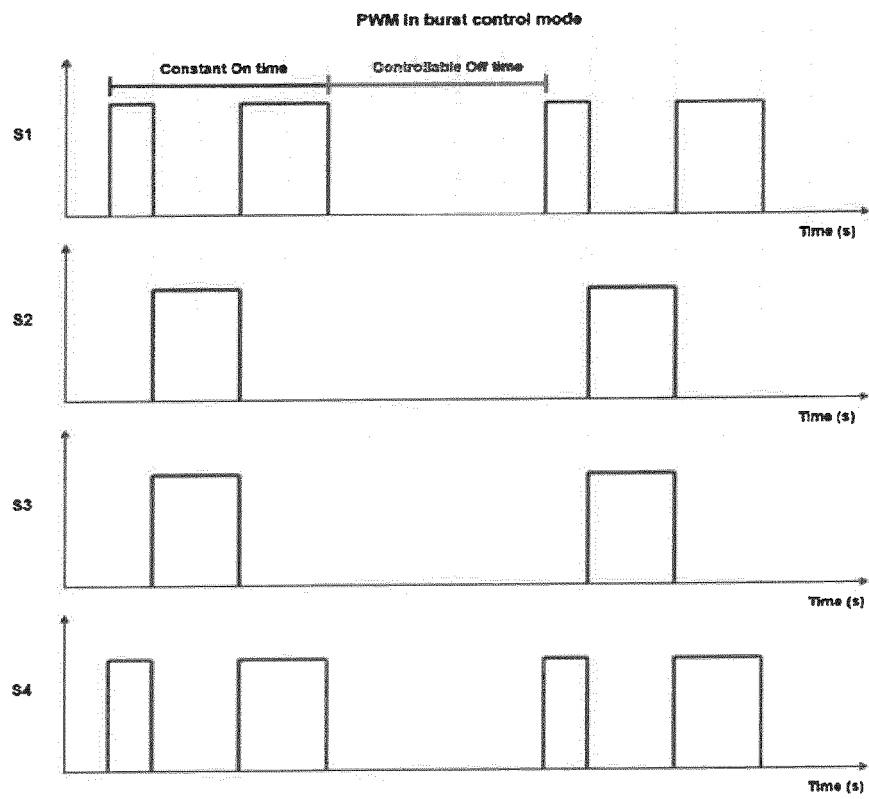 PWM in burst control mode
Constant On time
Controllable Off time
S1
Time (s)
S2
Time (s)
S3
Time (s)
S4
Time (s)